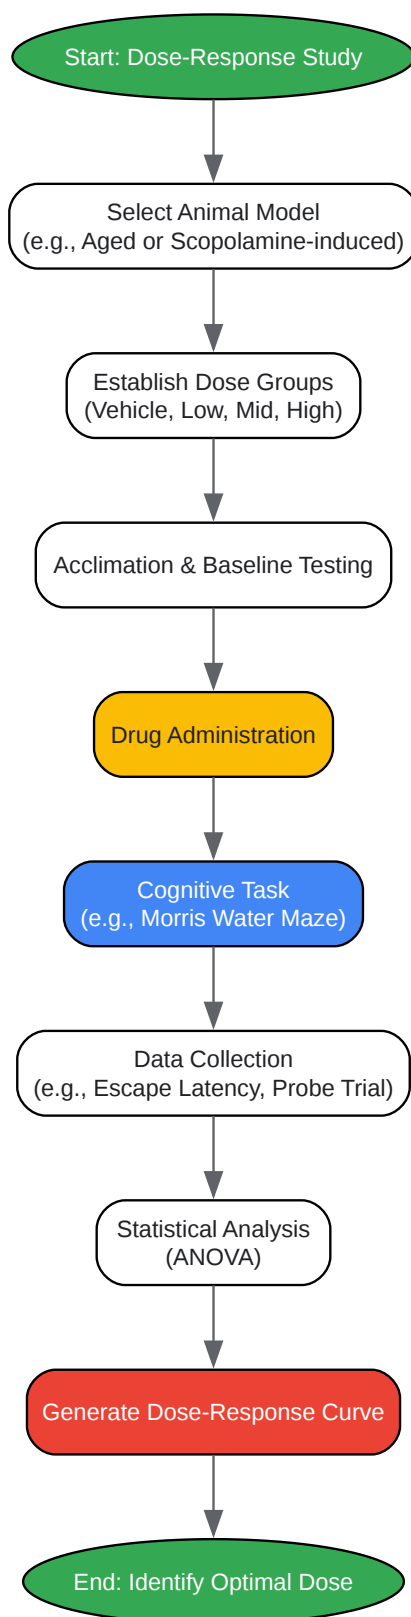 Start: Dose-Response Study
Select Animal Model
(e.g., Aged or Scopolamine-induced)
Establish Dose Groups
(Vehicle, Low, Mid, High)
Acclimation & Baseline Testing
Drug Administration
Cognitive Task
(e.g., Morris Water Maze)
Data Collection
(e.g., Escape Latency, Probe Trial)
Statistical Analysis
(ANOVA)
Generate Dose-Response Curve
End: Identify Optimal Dose